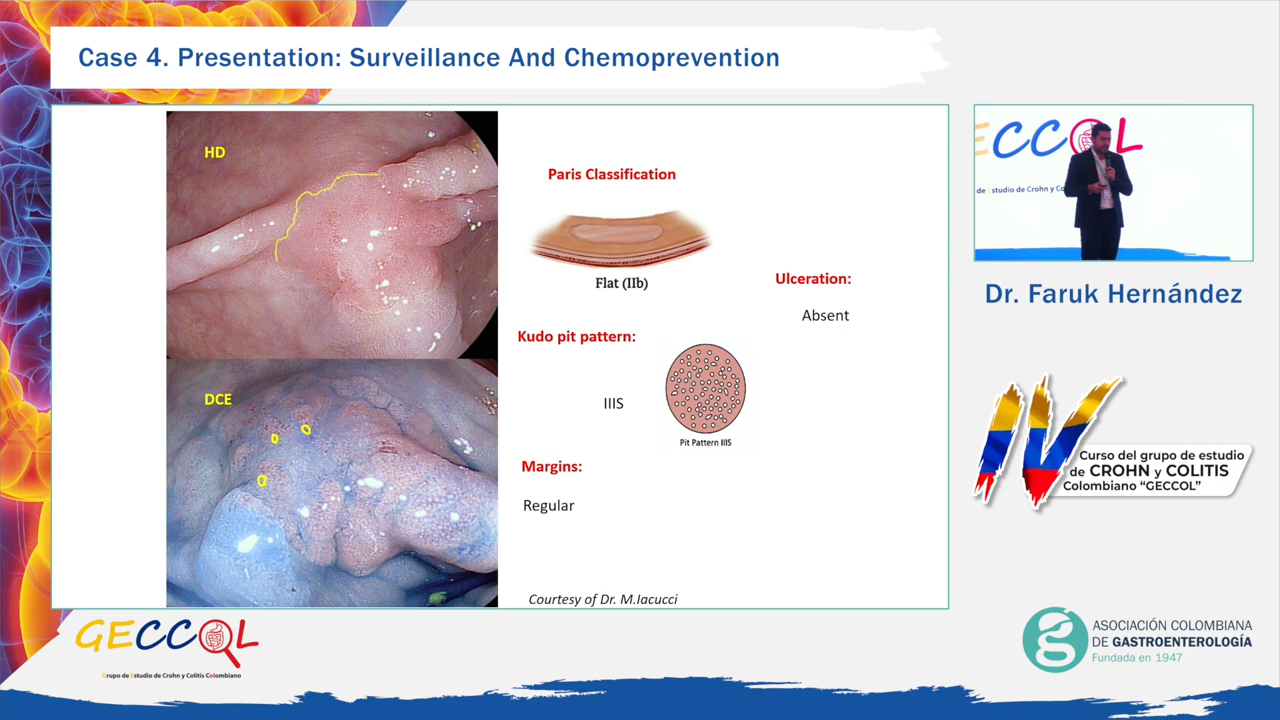 Case 4. Presentation: Surveillance And Chemoprevention
HD
DCE
Paris Classification
Flat (IIb)
Ulceration:
Absent
Kudo pit pattern:
IIIS
Pit Pattern IIIS
Margins:
Regular
Courtesy of Dr. M.Iacucci
ECCQL
de Estudio de Crohn y Co
Dr. Faruk Hernández
IV
Curso del grupo de estudio
de CROHN y COLITIS
Colombiano "GECCOL"
GECCOL
Grupo de Estudio de Crohn y Colitis Colombiano
ASOCIACIÓN COLOMBIANA
DE GASTROENTEROLOGÍA
Fundada en 1947